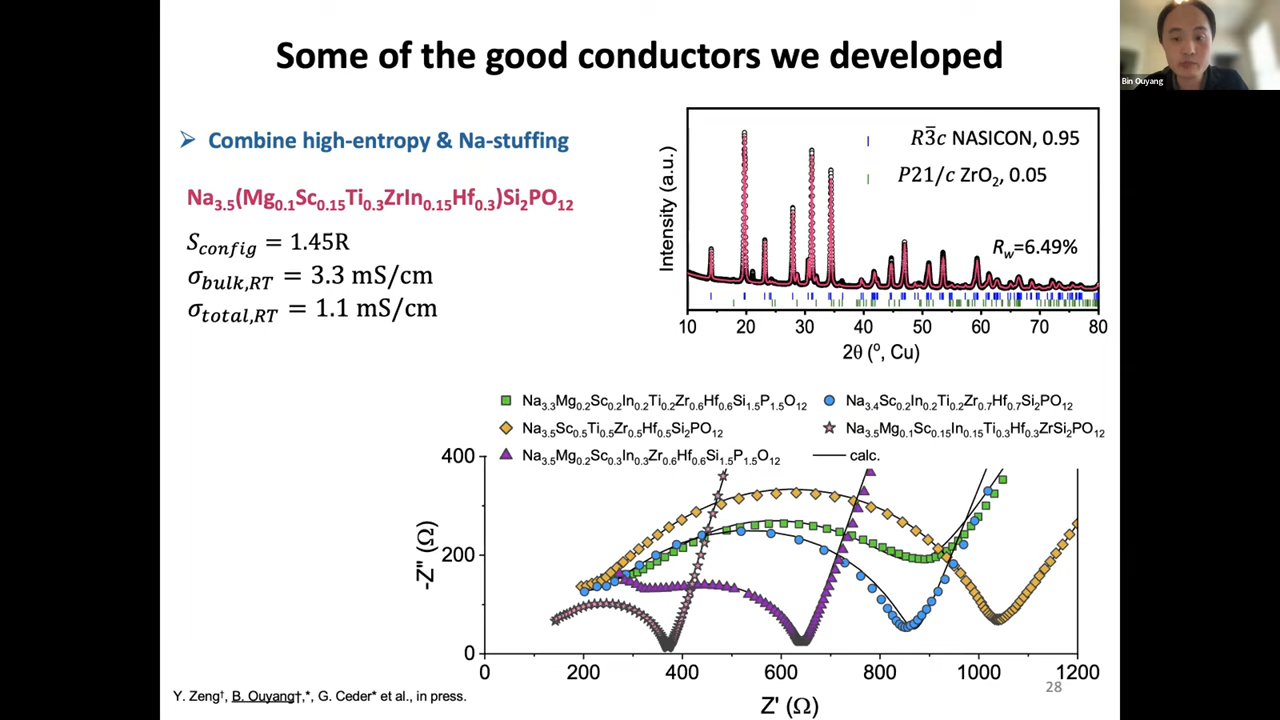 Some of the good conductors we developed
Bin Ouyang
➢ Combine high-entropy & Na-stuffing
Na3.5(Mg0.1Sc0.15Ti0.3ZrIn0.15Hf0.3)Si2PO12
Sconfig = 1.45R
σbulk,RT = 3.3 mS/cm
σtotal,RT = 1.1 mS/cm
Intensity (a.u.)
R3̅c NASICON, 0.95
P21/c ZrO2, 0.05
Rw=6.49%
10 20 30 40 50 60 70 80
2θ (o, Cu)
Na3.3Mg0.2Sc0.2In0.2Ti0.2Zr0.6Hf0.6Si1.5P1.5O12
Na3.4Sc0.2In0.2Ti0.2Zr0.7Hf0.7Si2PO12
Na3.5Sc0.5Ti0.5Zr0.5Hf0.5Si2PO12
Na3.5Mg0.1Sc0.15In0.15Ti0.3Hf0.3ZrSi2PO12
Na3.5Mg0.2Sc0.3In0.3Zr0.6Hf0.6Si1.5P1.5O12
calc.
400
200
0
-Z" (Ω)
0 200 400 600 800 1000 1200
Z' (Ω)
28
Y. Zeng†, B. Ouyang†,*, G. Ceder* et al., in press.